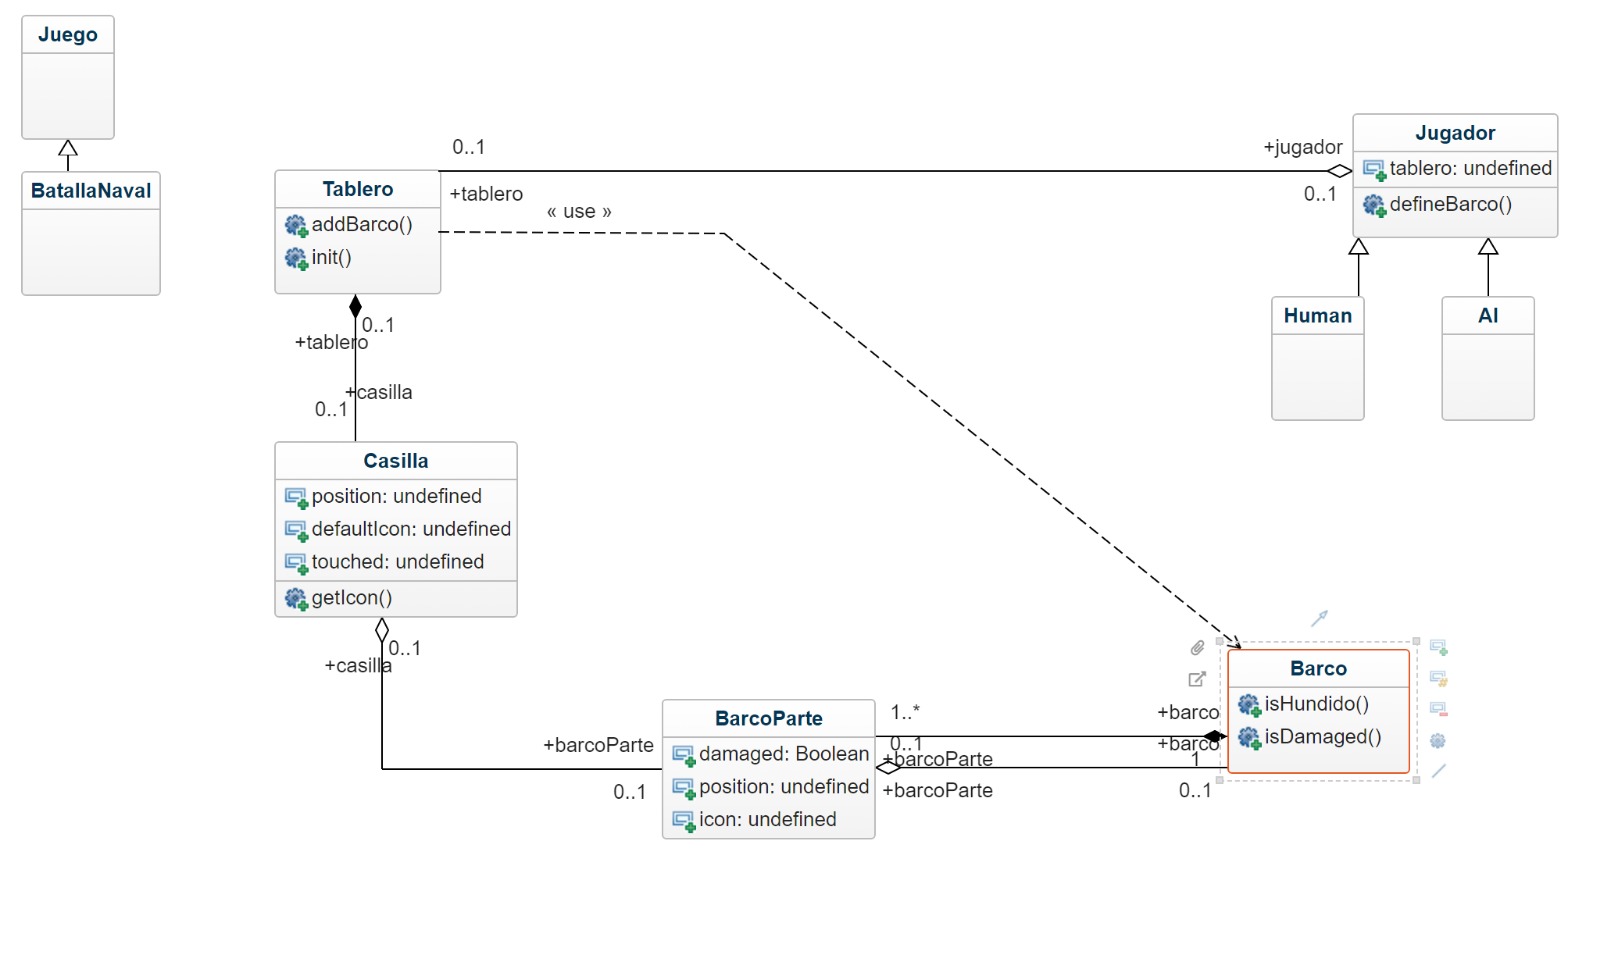 Juego
BatallaNaval
0..1
+tablero
« use »
+jugador
0..1
Tablero
addBarco()
init()
Jugador
tablero: undefined
defineBarco()
Human
AI
0..1
+tablero
+casilla
0..1
Casilla
position: undefined
defaultIcon: undefined
touched: undefined
getIcon()
0..1
+casilla
+barcoParte
0..1
BarcoParte
damaged: Boolean
position: undefined
icon: undefined
1..*
0..1
+barcoParte
+barcoParte
+barco
+barco
1
0..1
Barco
isHundido()
isDamaged()